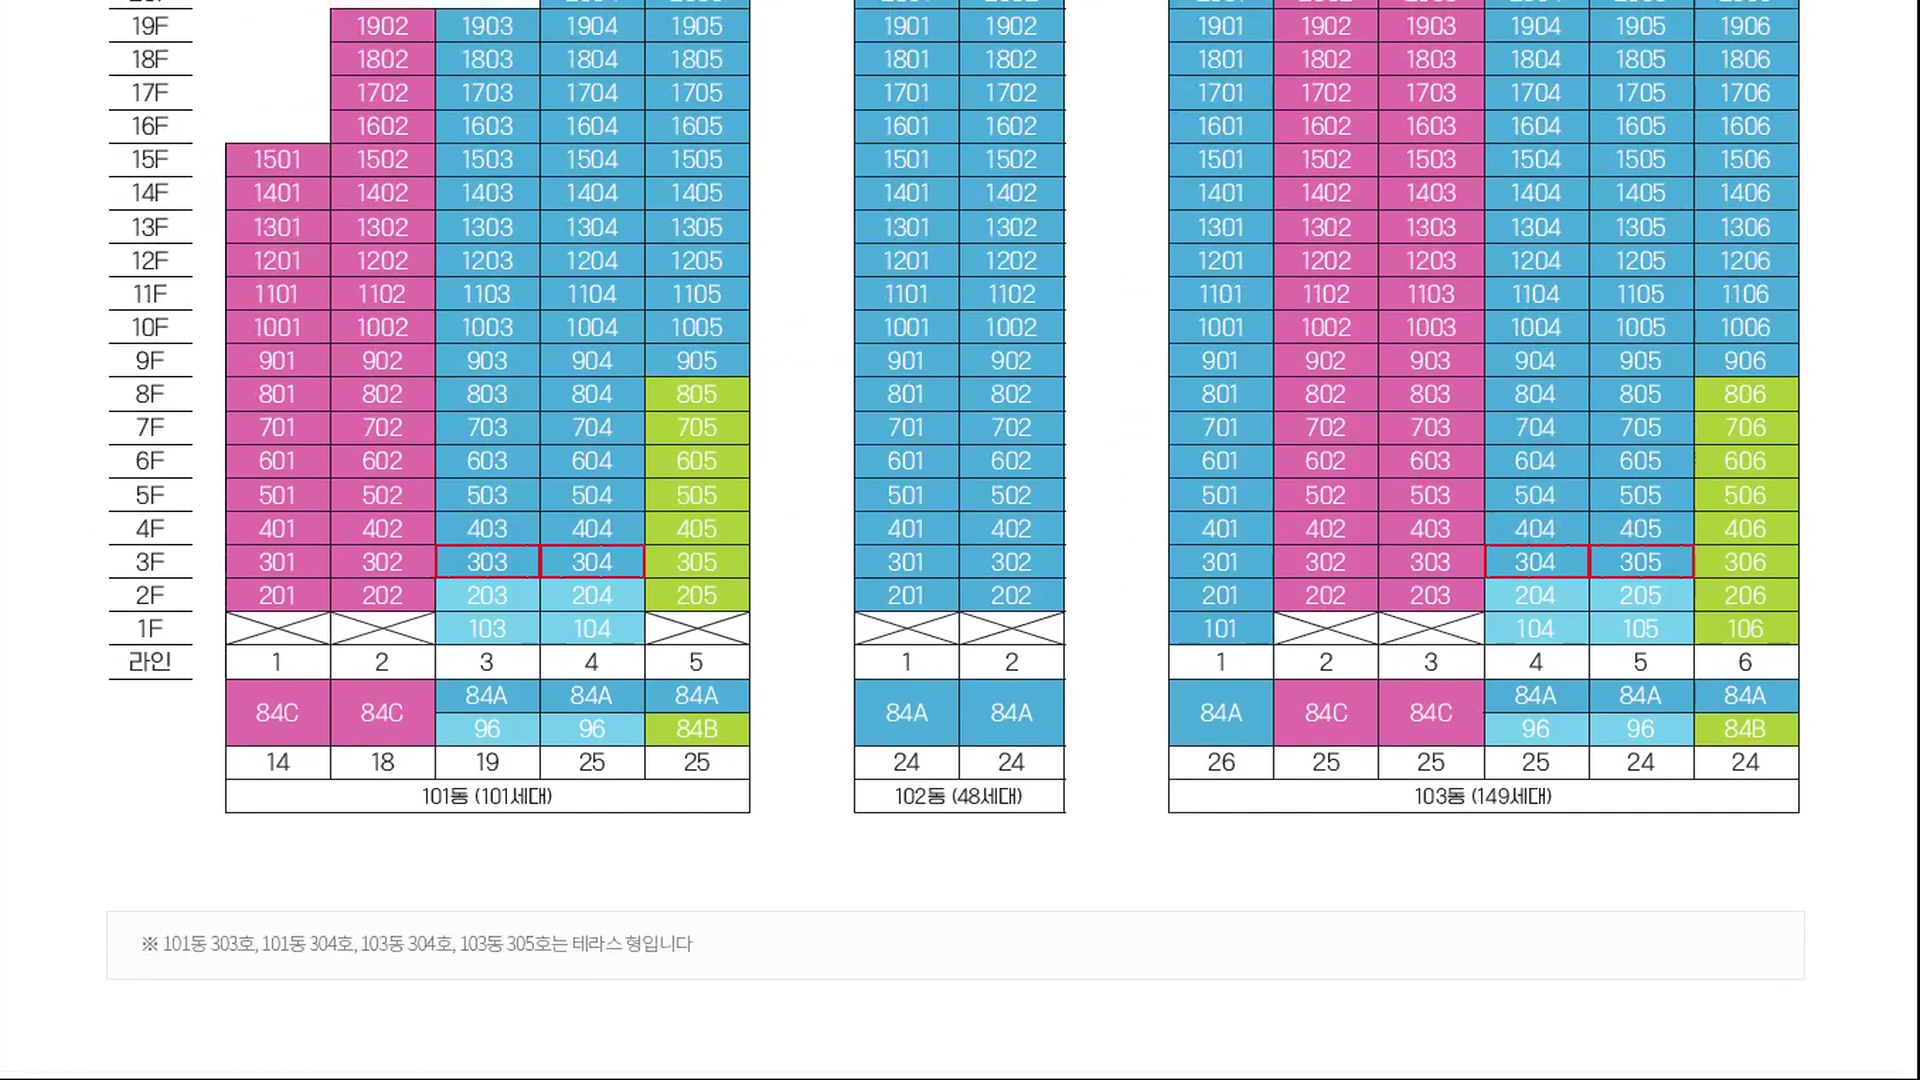 19F 1902 1903 1904 1905 1901 1902 1901 1902 1903 1904 1905 1906
18F 1802 1803 1804 1805 1801 1802 1801 1802 1803 1804 1805 1806
17F 1702 1703 1704 1705 1701 1702 1701 1702 1703 1704 1705 1706
16F 1602 1603 1604 1605 1601 1602 1601 1602 1603 1604 1605 1606
15F 1501 1502 1503 1504 1505 1501 1502 1501 1502 1503 1504 1505 1506
14F 1401 1402 1403 1404 1405 1401 1402 1401 1402 1403 1404 1405 1406
13F 1301 1302 1303 1304 1305 1301 1302 1301 1302 1303 1304 1305 1306
12F 1201 1202 1203 1204 1205 1201 1202 1201 1202 1203 1204 1205 1206
11F 1101 1102 1103 1104 1105 1101 1102 1101 1102 1103 1104 1105 1106
10F 1001 1002 1003 1004 1005 1001 1002 1001 1002 1003 1004 1005 1006
9F 901 902 903 904 905 901 902 901 902 903 904 905 906
8F 801 802 803 804 805 801 802 801 802 803 804 805 806
7F 701 702 703 704 705 701 702 701 702 703 704 705 706
6F 601 602 603 604 605 601 602 601 602 603 604 605 606
5F 501 502 503 504 505 501 502 501 502 503 504 505 506
4F 401 402 403 404 405 401 402 401 402 403 404 405 406
3F 301 302 303 304 305 301 302 301 302 303 304 305 306
2F 201 202 203 204 205 201 202 201 202 203 204 205 206
1F 103 104 101 104 105 106
라인 1 2 3 4 5 1 2 1 2 3 4 5 6
84C 84C 84A 84A 84A 84A 84A 84A 84C 84C 84A 84A 84A
96 96 84B 96 96 84B
14 18 19 25 25 24 24 26 25 25 25 24 24
101동 (101세대) 102동 (48세대) 103동 (149세대)
※ 101동 303호, 101동 304호, 103동 304호, 103동 305호는 테라스 형입니다